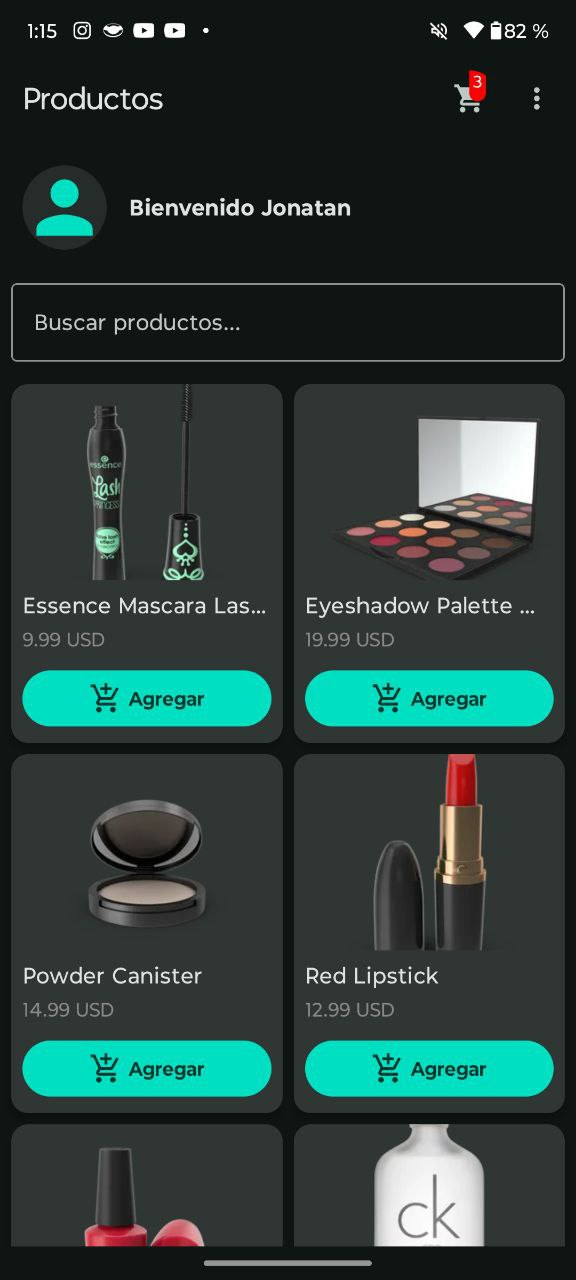 1:15 82 %
Productos 3
Bienvenido Jonatan
Buscar productos...
essence
Lash
PRINCESS
Essence Mascara Las...
9.99 USD
Agregar
Eyeshadow Palette ...
19.99 USD
Agregar
Powder Canister
14.99 USD
Agregar
Red Lipstick
12.99 USD
Agregar
ck